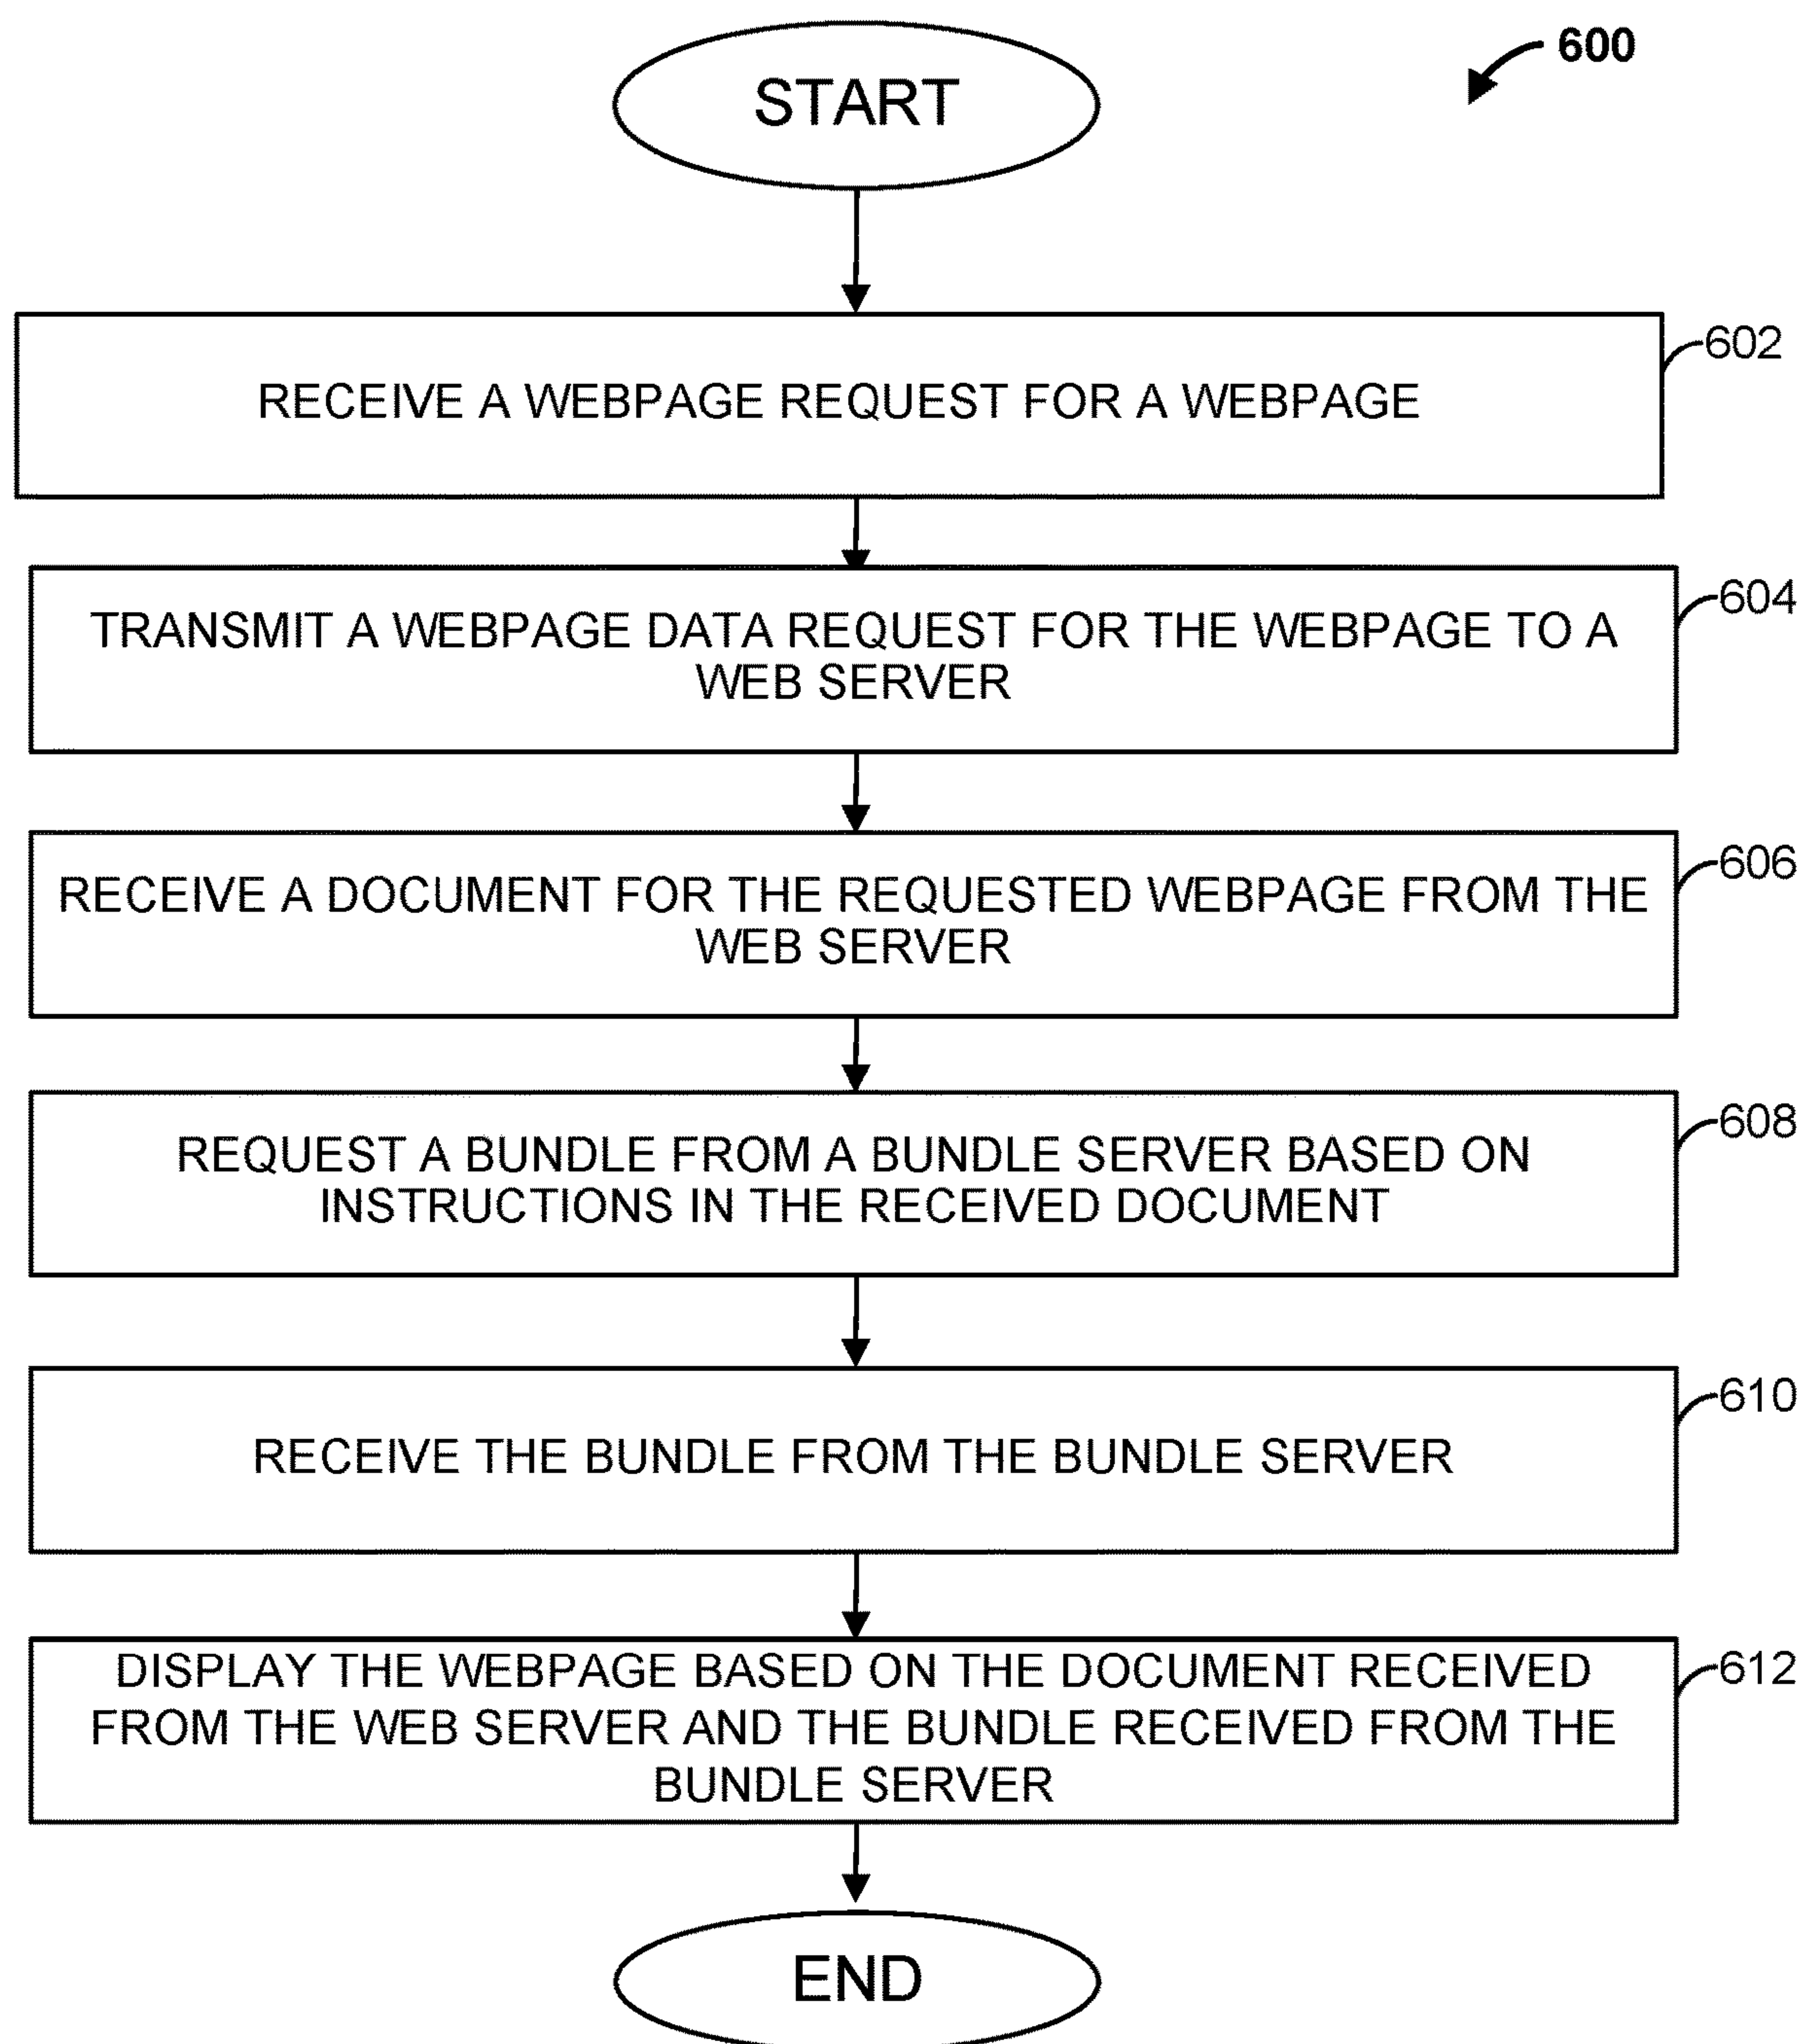 START
600
RECEIVE A WEBPAGE REQUEST FOR A WEBPAGE
602
TRANSMIT A WEBPAGE DATA REQUEST FOR THE WEBPAGE TO A
WEB SERVER
604
RECEIVE A DOCUMENT FOR THE REQUESTED WEBPAGE FROM THE
WEB SERVER
606
REQUEST A BUNDLE FROM A BUNDLE SERVER BASED ON
INSTRUCTIONS IN THE RECEIVED DOCUMENT
608
RECEIVE THE BUNDLE FROM THE BUNDLE SERVER
610
DISPLAY THE WEBPAGE BASED ON THE DOCUMENT RECEIVED
FROM THE WEB SERVER AND THE BUNDLE RECEIVED FROM THE
BUNDLE SERVER
612
END